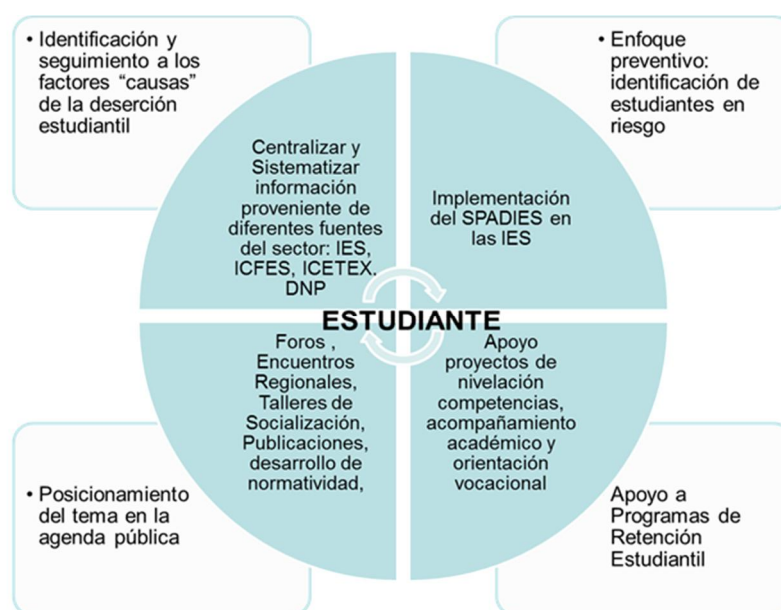 • Identificación y
seguimiento a los
factores “causas”
de la deserción
estudiantil
• Enfoque
preventivo:
identificación de
estudiantes en
riesgo
Centralizar y
Sistematizar
información
proveniente de
diferentes fuentes
del sector: IES,
ICFES, ICETEX.
DNP
Implementación
del SPADIES en
las IES
ESTUDIANTE
Foros ,
Encuentros
Regionales,
Talleres de
Socialización,
Publicaciones,
desarrollo de
normatividad,
Apoyo
proyectos de
nivelación
competencias,
acompañamiento
académico y
orientación
vocacional
• Posicionamiento
del tema en la
agenda pública
Apoyo a
Programas de
Retención
Estudiantil